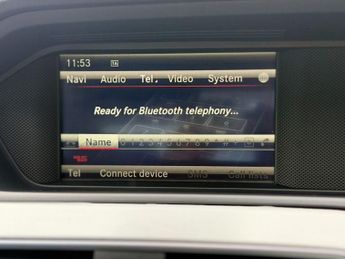 11:53
Navi Audio Tel. Video System
Ready for Bluetooth telephony...
Name 0 1 2 3 4 5 6 7 8 9 * #
Tel Connect device SMS Call lists